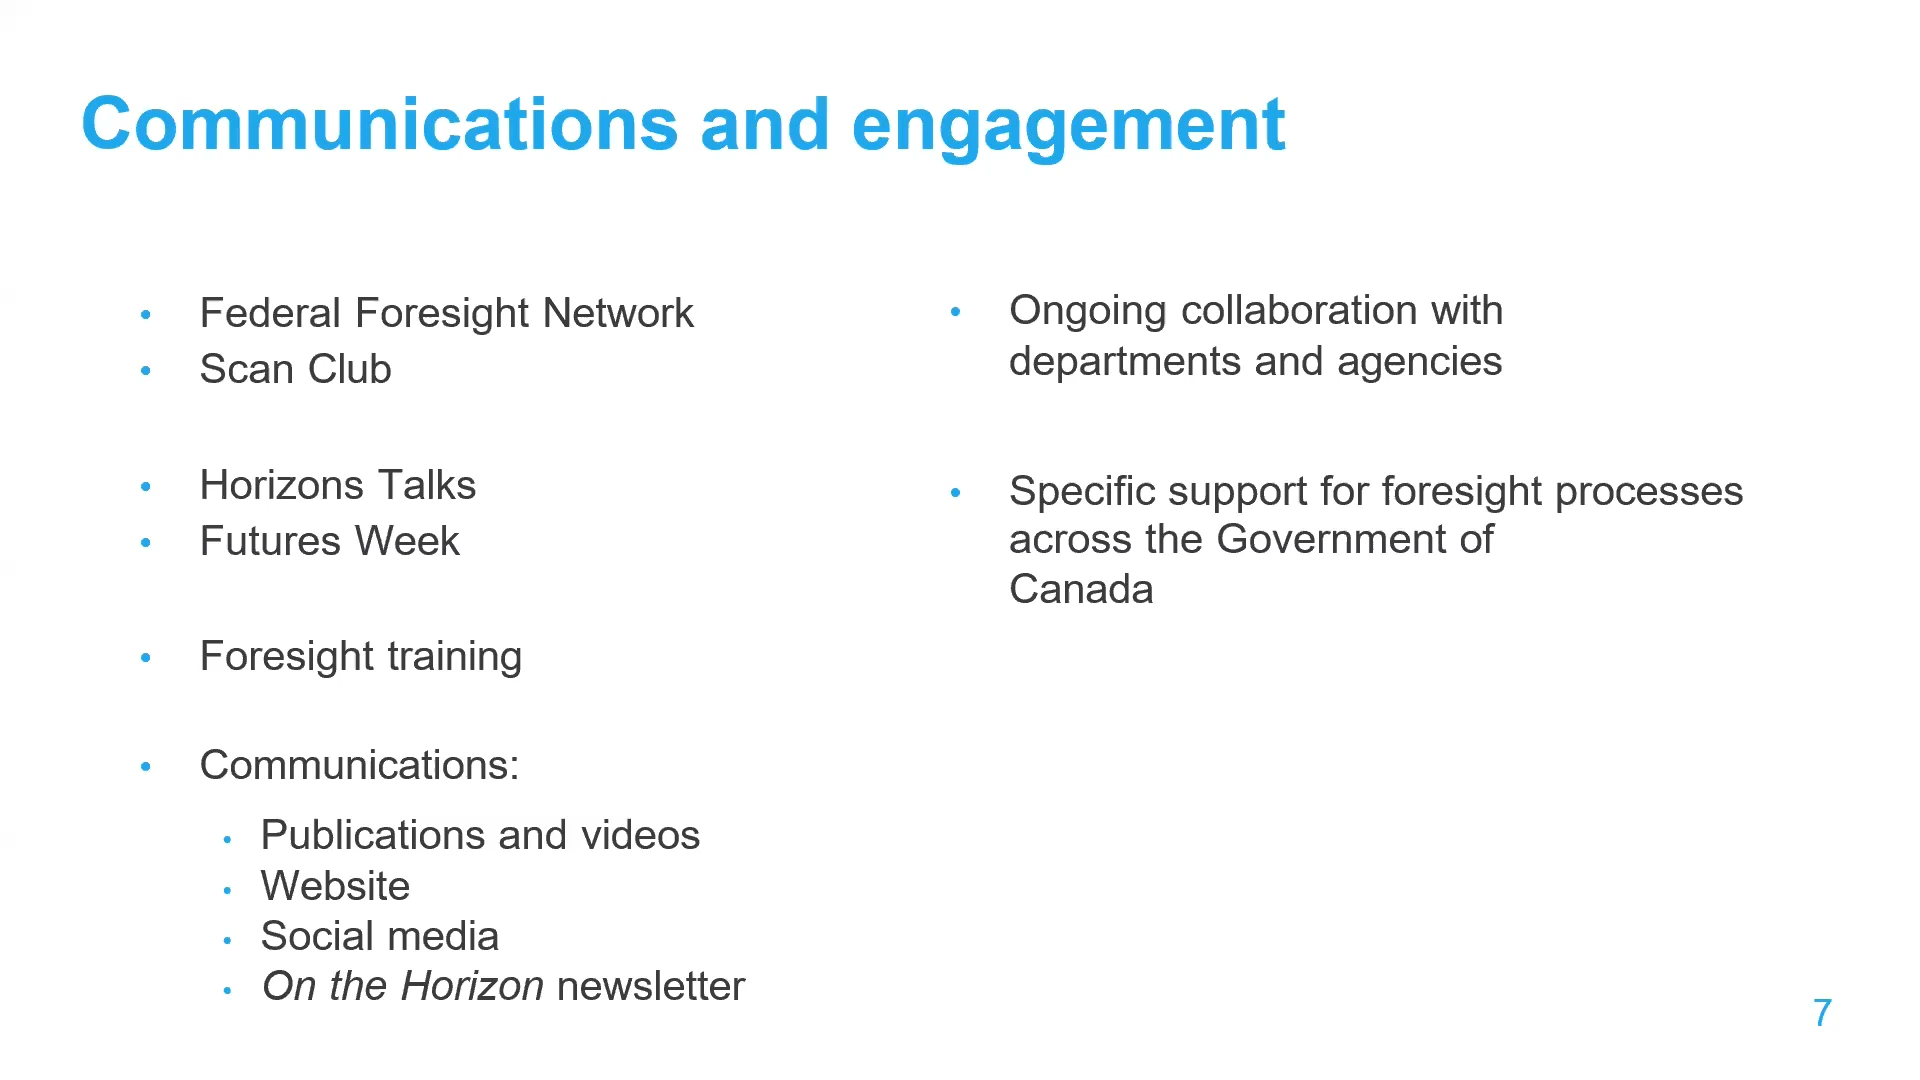 Communications and engagement
• Federal Foresight Network
• Scan Club
• Horizons Talks
• Futures Week
• Foresight training
• Communications:
• Publications and videos
• Website
• Social media
• On the Horizon newsletter
• Ongoing collaboration with
departments and agencies
• Specific support for foresight processes
across the Government of
Canada
7